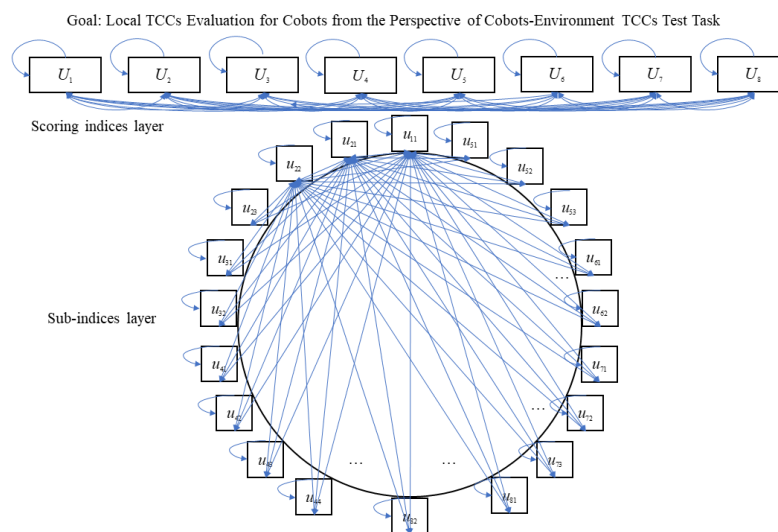 Goal: Local TCCs Evaluation for Cobots from the Perspective of Cobots-Environment TCCs Test Task
U₁ U₂ U₃ U₄ U₅ U₆ U₇ U₈
Scoring indices layer
u₁₁
u₂₁ u₅₁
u₂₂ u₅₂
u₂₃ u₅₃
u₃₁ u₆₁
...
u₃₂ u₆₂
Sub-indices layer
u₄₁ u₇₁
u₄₂ ... u₇₂
u₄₃ ... ... u₇₃
u₄₄ u₈₁
u₈₂